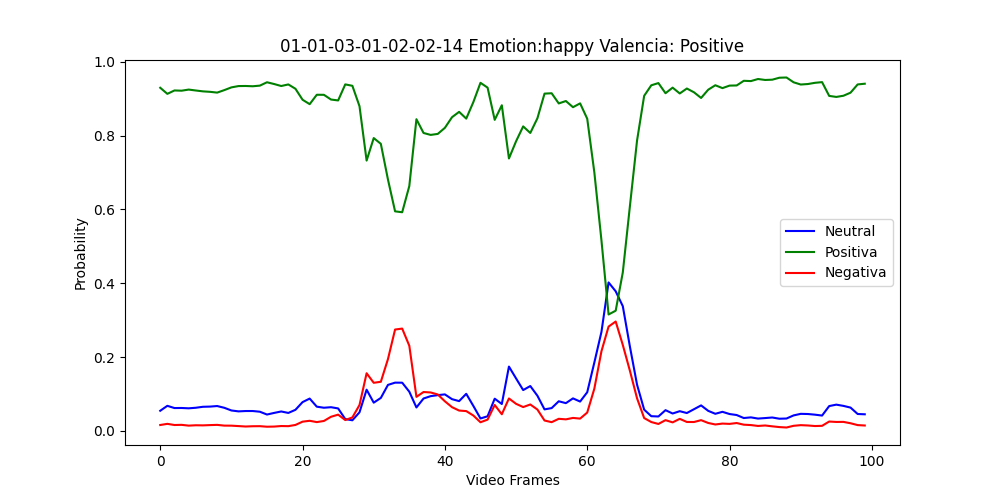 01-01-03-01-02-02-14 Emotion:happy Valencia: Positive
1.0
0.8
0.6
0.4
0.2
0.0
Probability
Neutral
Positiva
Negativa
0 20 40 60 80 100
Video Frames